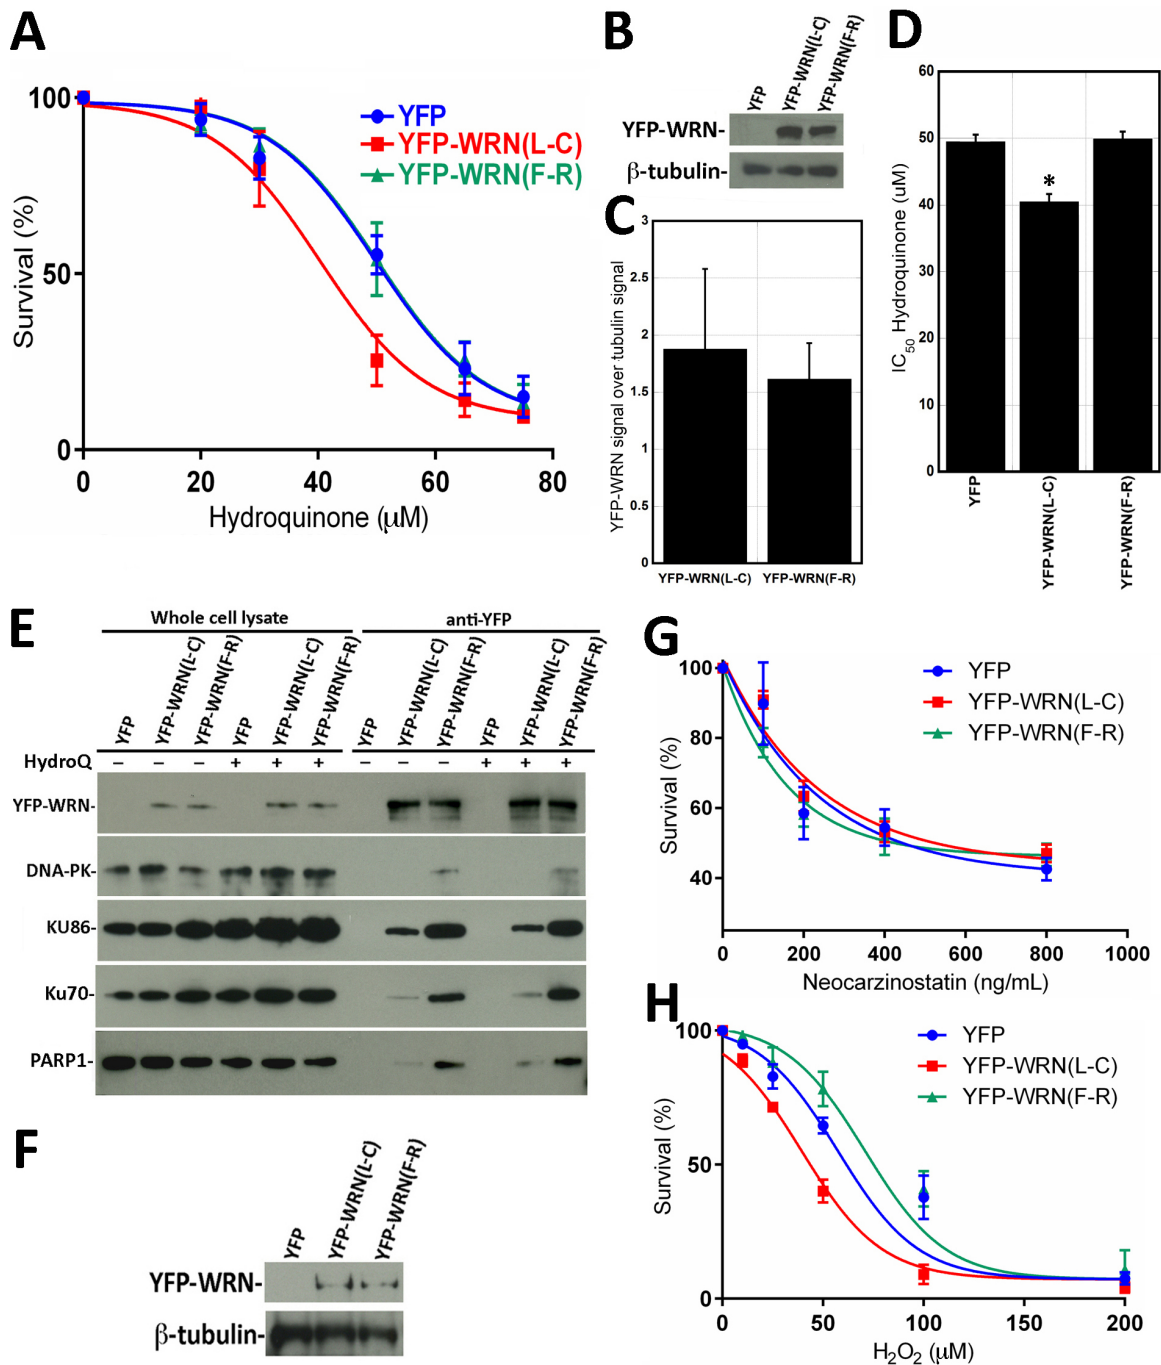 A
100
50
0
0 20 40 60 80
Survival (%)
Hydroquinone (μM)
YFP
YFP-WRN(L-C)
YFP-WRN(F-R)
B
YFP YFP-WRN(L-C) YFP-WRN(F-R)
YFP-WRN-
β-tubulin-
C
3
2.5
2
1.5
1
0.5
0
YFP-WRN signal over tubulin signal
YFP-WRN(L-C) YFP-WRN(F-R)
D
60
50
40
30
20
10
0
IC50 Hydroquinone (uM)
*
YFP YFP-WRN(L-C) YFP-WRN(F-R)
E
Whole cell lysate anti-YFP
YFP YFP-WRN(L-C) YFP-WRN(F-R) YFP YFP-WRN(L-C) YFP-WRN(F-R) YFP YFP-WRN(L-C) YFP-WRN(F-R) YFP YFP-WRN(L-C) YFP-WRN(F-R)
HydroQ – – – + + + – – – + + +
YFP-WRN-
DNA-PK-
KU86-
Ku70-
PARP1-
F
YFP YFP-WRN(L-C) YFP-WRN(F-R)
YFP-WRN-
β-tubulin-
G
100
80
60
40
Survival (%)
0 200 400 600 800 1000
Neocarzinostatin (ng/mL)
YFP
YFP-WRN(L-C)
YFP-WRN(F-R)
H
100
50
0
Survival (%)
0 50 100 150 200
H2O2 (μM)
YFP
YFP-WRN(L-C)
YFP-WRN(F-R)